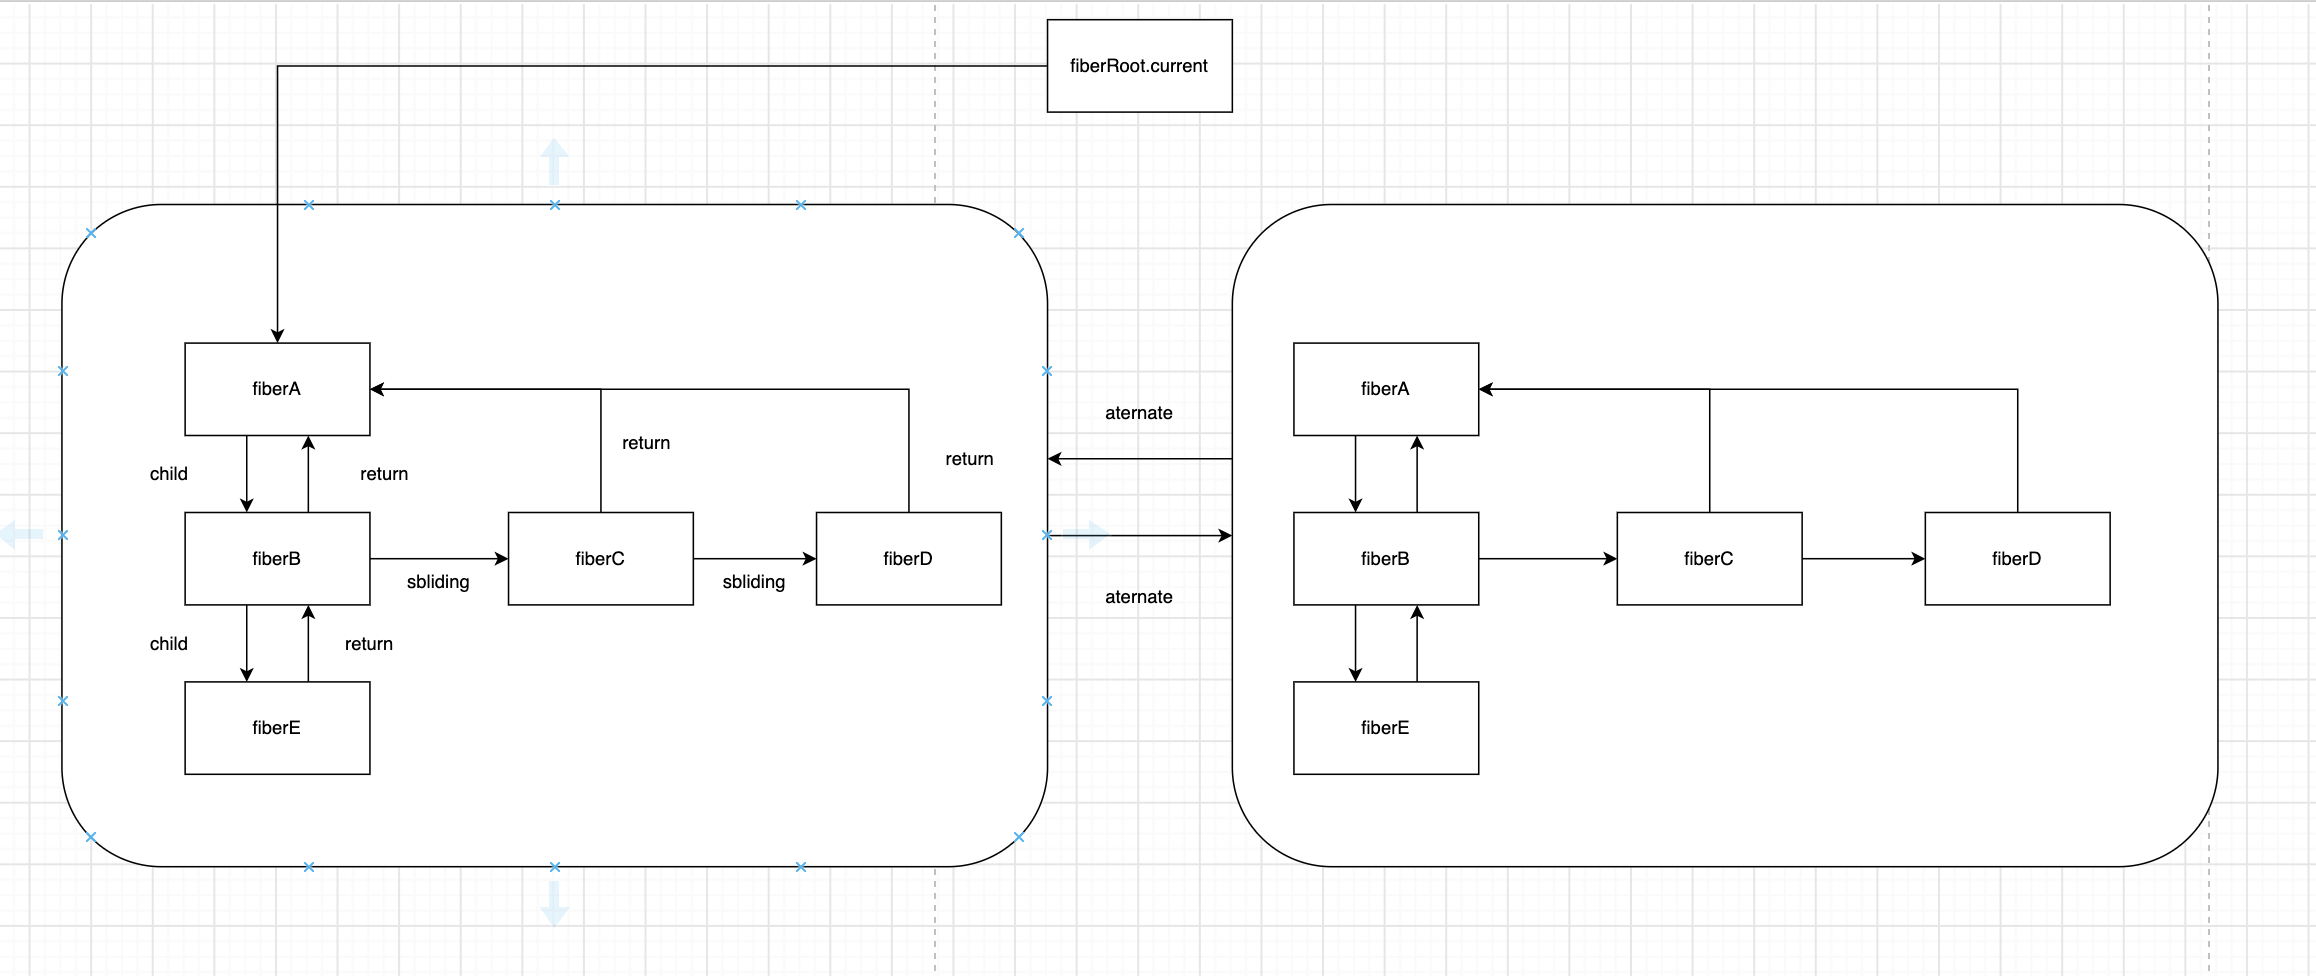 fiberRoot.current
fiberA
child
return
return
return
fiberB
sbliding
fiberC
sbliding
fiberD
child
return
fiberE
aternate
aternate
fiberA
fiberB
fiberC
fiberD
fiberE